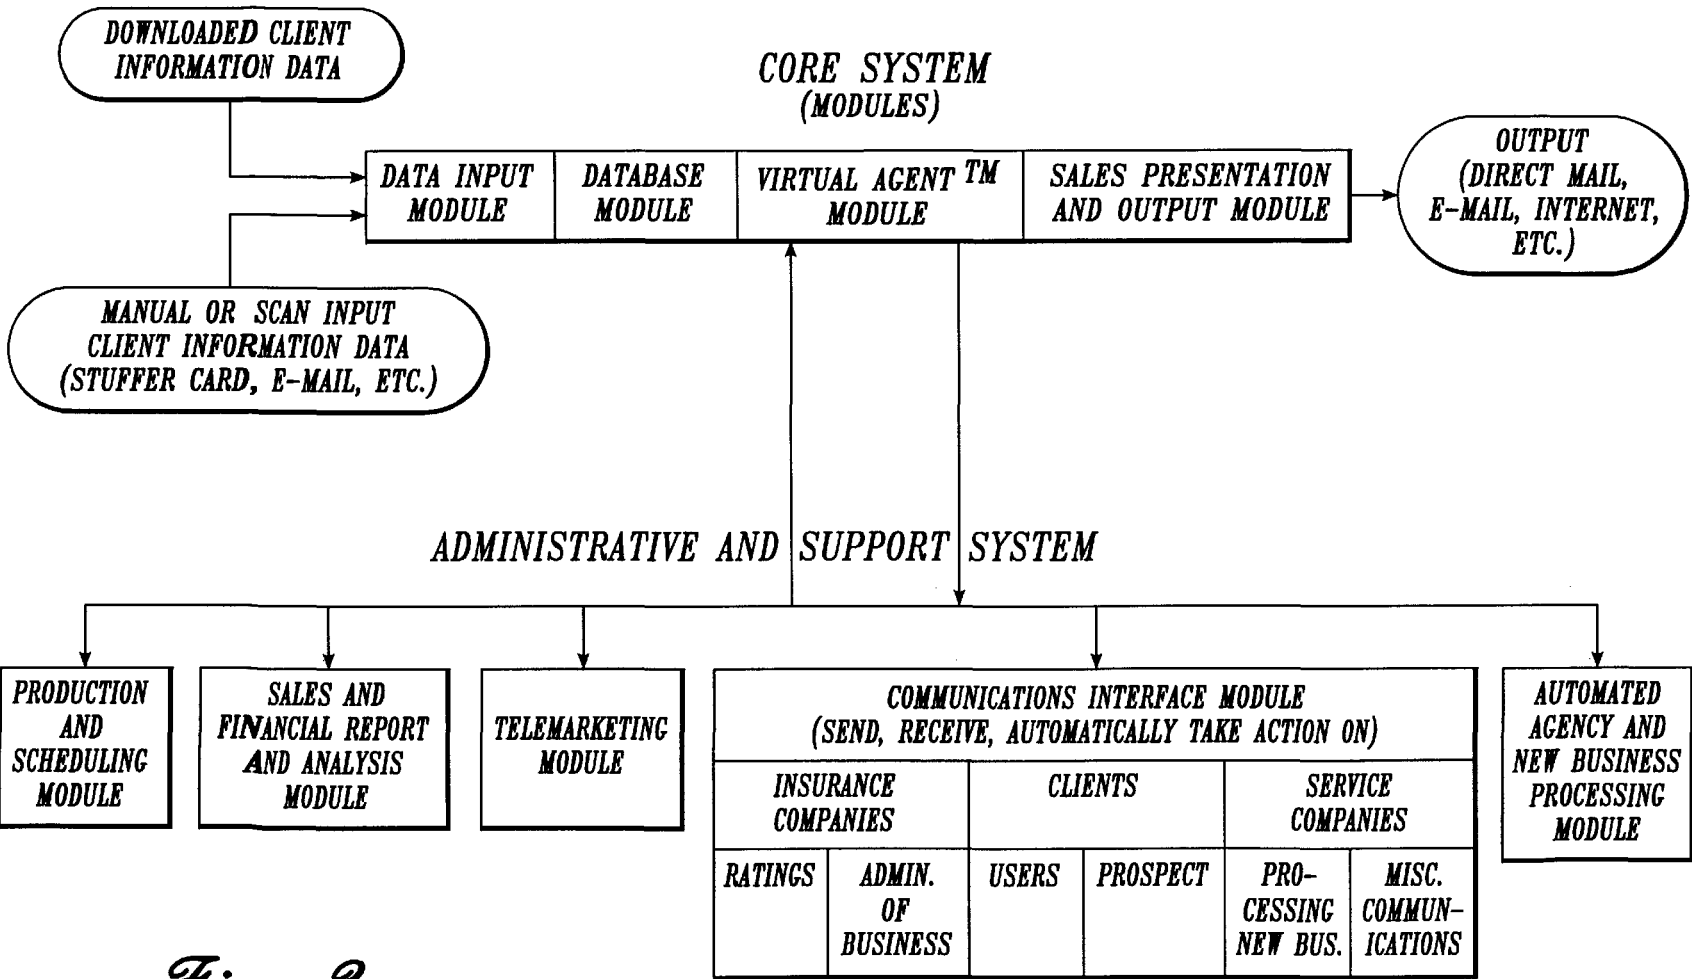 DOWNLOADED CLIENT
INFORMATION DATA
CORE SYSTEM
(MODULES)
DATA INPUT
MODULE
DATABASE
MODULE
VIRTUAL AGENT TM
MODULE
SALES PRESENTATION
AND OUTPUT MODULE
OUTPUT
(DIRECT MAIL,
E-MAIL, INTERNET,
ETC.)
MANUAL OR SCAN INPUT
CLIENT INFORMATION DATA
(STUFFER CARD, E-MAIL, ETC.)
ADMINISTRATIVE AND SUPPORT SYSTEM
PRODUCTION
AND
SCHEDULING
MODULE
SALES AND
FINANCIAL REPORT
AND ANALYSIS
MODULE
TELEMARKETING
MODULE
COMMUNICATIONS INTERFACE MODULE
(SEND, RECEIVE, AUTOMATICALLY TAKE ACTION ON)
INSURANCE
COMPANIES
CLIENTS
SERVICE
COMPANIES
RATINGS
ADMIN.
OF
BUSINESS
USERS
PROSPECT
PRO-
CESSING
NEW BUS.
MISC.
COMMUN-
ICATIONS
AUTOMATED
AGENCY AND
NEW BUSINESS
PROCESSING
MODULE